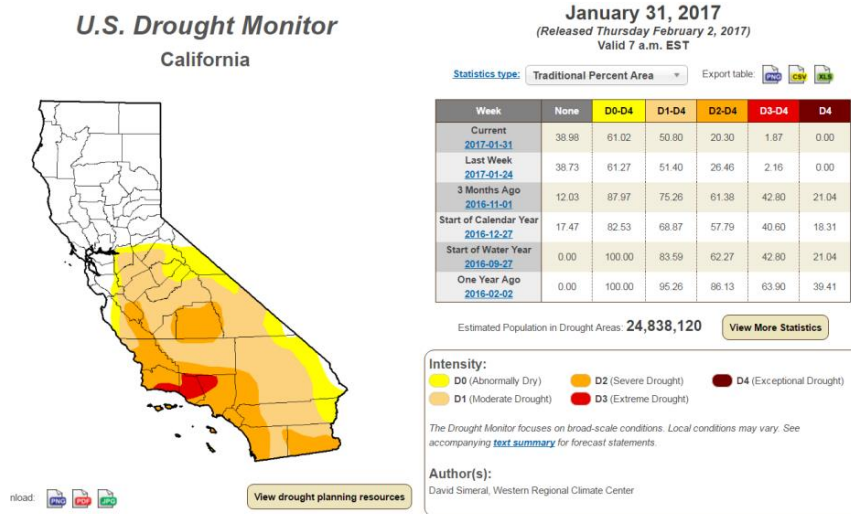 U.S. Drought Monitor
California
January 31, 2017
(Released Thursday February 2, 2017)
Valid 7 a.m. EST
Statistics type: Traditional Percent Area Export table: PNG CSV XLS
Week None D0-D4 D1-D4 D2-D4 D3-D4 D4
Current
2017-01-31 38.98 61.02 50.80 20.30 1.87 0.00
Last Week
2017-01-24 38.73 61.27 51.40 26.46 2.16 0.00
3 Months Ago
2016-11-01 12.03 87.97 75.26 61.38 42.80 21.04
Start of Calendar Year
2016-12-27 17.47 82.53 68.87 57.79 40.60 18.31
Start of Water Year
2016-09-27 0.00 100.00 83.59 62.27 42.80 21.04
One Year Ago
2016-02-02 0.00 100.00 95.26 86.13 63.90 39.41
Estimated Population in Drought Areas: 24,838,120 View More Statistics
Intensity:
D0 (Abnormally Dry) D2 (Severe Drought) D4 (Exceptional Drought)
D1 (Moderate Drought) D3 (Extreme Drought)
The Drought Monitor focuses on broad-scale conditions. Local conditions may vary. See
accompanying text summary for forecast statements.
Author(s):
David Simeral, Western Regional Climate Center
nload: PNG PDF JPG View drought planning resources